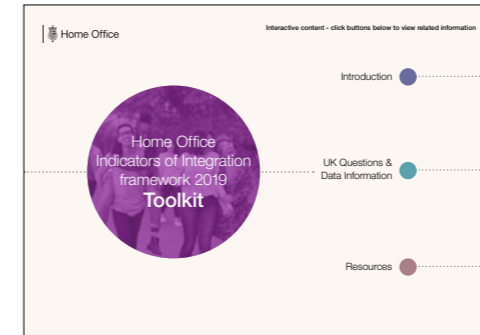 Home Office
Interactive content - click buttons below to view related information
Introduction
Home Office
Indicators of Integration
framework 2019
Toolkit
UK Questions &
Data Information
Resources